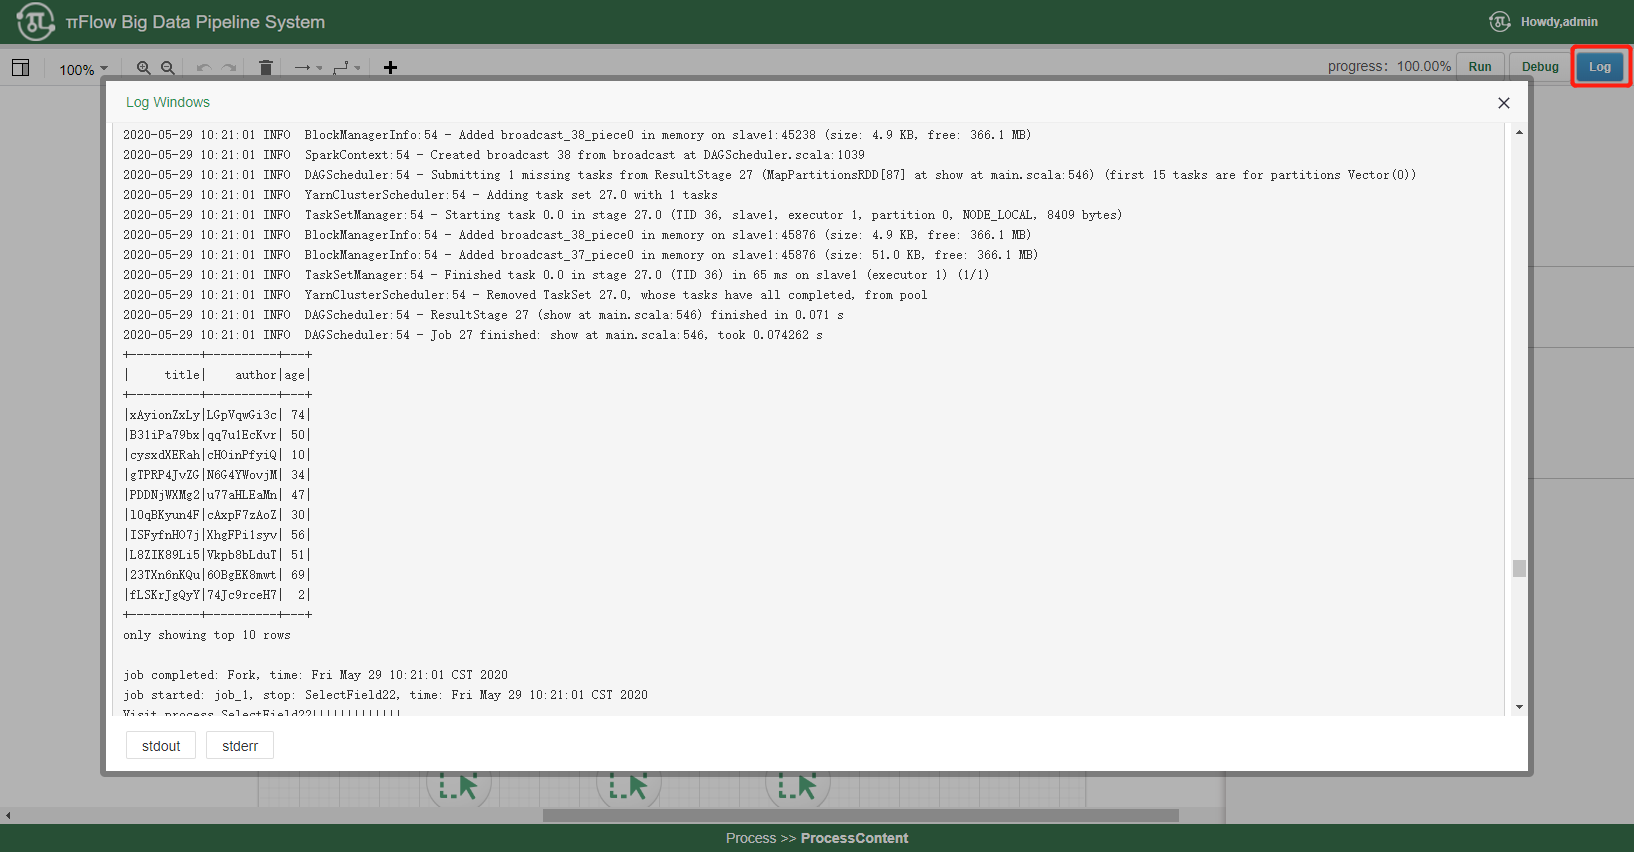 πFlow Big Data Pipeline System
Howdy,admin
100%
progress: 100.00%
Run
Debug
Log
Log Windows
2020-05-29 10:21:01 INFO  BlockManagerInfo:54 - Added broadcast_38_piece0 in memory on slave1:45238 (size: 4.9 KB, free: 366.1 MB)
2020-05-29 10:21:01 INFO  SparkContext:54 - Created broadcast 38 from broadcast at DAGScheduler.scala:1039
2020-05-29 10:21:01 INFO  DAGScheduler:54 - Submitting 1 missing tasks from ResultStage 27 (MapPartitionsRDD[87] at show at main.scala:546) (first 15 tasks are for partitions Vector(0))
2020-05-29 10:21:01 INFO  YarnClusterScheduler:54 - Adding task set 27.0 with 1 tasks
2020-05-29 10:21:01 INFO  TaskSetManager:54 - Starting task 0.0 in stage 27.0 (TID 36, slave1, executor 1, partition 0, NODE_LOCAL, 8409 bytes)
2020-05-29 10:21:01 INFO  BlockManagerInfo:54 - Added broadcast_38_piece0 in memory on slave1:45876 (size: 4.9 KB, free: 366.1 MB)
2020-05-29 10:21:01 INFO  BlockManagerInfo:54 - Added broadcast_37_piece0 in memory on slave1:45876 (size: 51.0 KB, free: 366.1 MB)
2020-05-29 10:21:01 INFO  TaskSetManager:54 - Finished task 0.0 in stage 27.0 (TID 36) in 65 ms on slave1 (executor 1) (1/1)
2020-05-29 10:21:01 INFO  YarnClusterScheduler:54 - Removed TaskSet 27.0, whose tasks have all completed, from pool
2020-05-29 10:21:01 INFO  DAGScheduler:54 - ResultStage 27 (show at main.scala:546) finished in 0.071 s
2020-05-29 10:21:01 INFO  DAGScheduler:54 - Job 27 finished: show at main.scala:546, took 0.074262 s
+----------+----------+---+
|     title|    author|age|
+----------+----------+---+
|xAyionZxLy|LGpVqwGi3c| 74|
|B31iPa79bx|qq7u1EcKvr| 50|
|cysxdXERah|cHOinPfyiQ| 10|
|gTPRP4JvZG|N6G4YWovjM| 34|
|PDDNjWXMg2|u77aHLEaMn| 47|
|l0qBKyun4F|cAxpF7zAoZ| 30|
|ISFyfnHO7j|XhgFPi1syv| 56|
|L8ZIK89Li5|Vkpb8bLduT| 51|
|23TXn6nKQu|6OBgEK8mwt| 69|
|fLSKrJgQyY|74Jc9rceH7|  2|
+----------+----------+---+
only showing top 10 rows
job completed: Fork, time: Fri May 29 10:21:01 CST 2020
job started: job_1, stop: SelectField22, time: Fri May 29 10:21:01 CST 2020
Visit process SelectField22!!!!!!!!!!!!!
stdout
stderr
Process >> ProcessContent